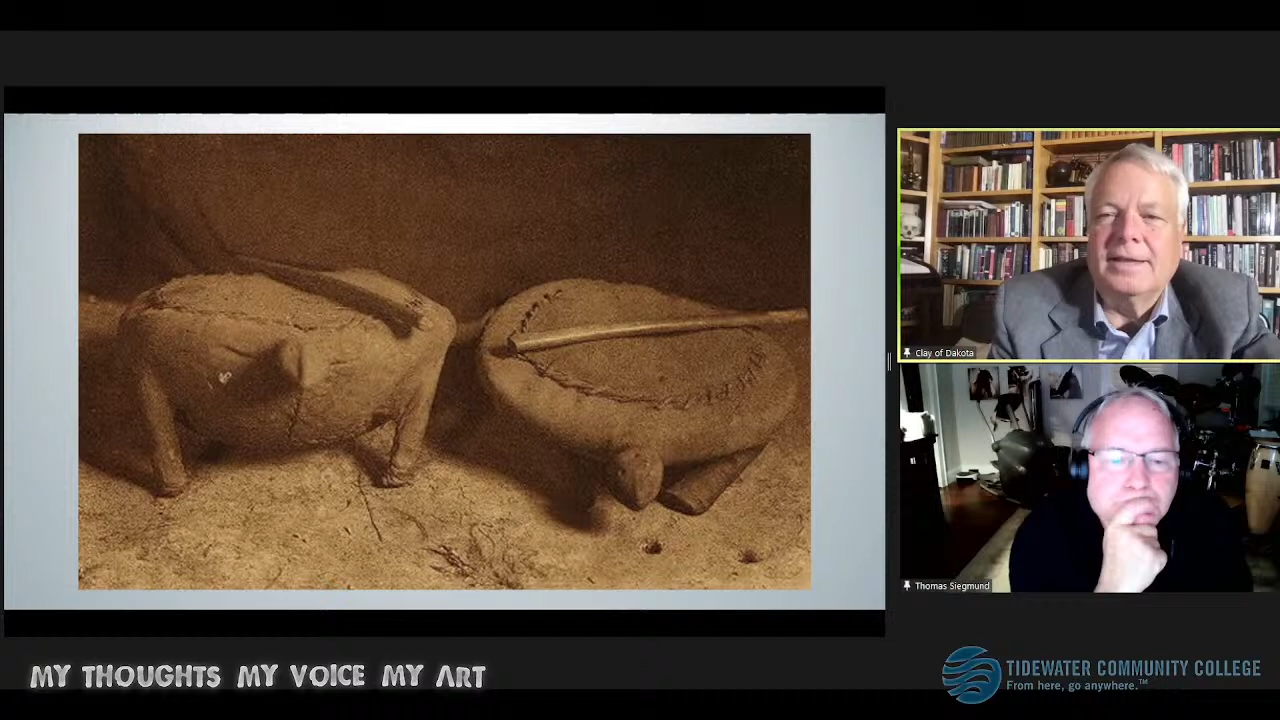 Clay of Dakota
Thomas Siegmund
MY THOUGHTS MY VOICE MY ART
TIDEWATER COMMUNITY COLLEGE
From here, go anywhere.™